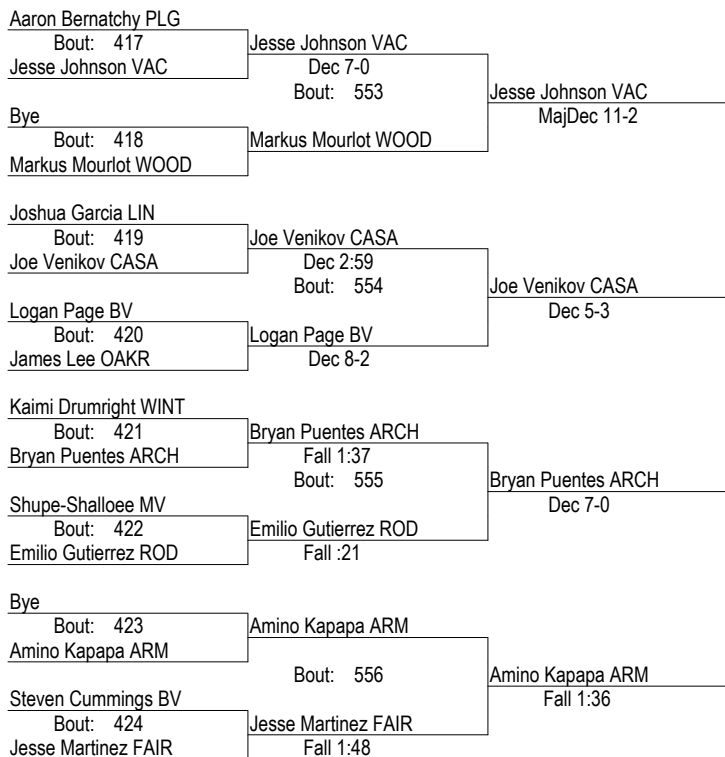 Aaron Bernatchy PLG
Bout: 417 Jesse Johnson VAC
Jesse Johnson VAC Dec 7-0
Bout: 553 Jesse Johnson VAC
Bye MajDec 11-2
Bout: 418 Markus Mourlot WOOD
Markus Mourlot WOOD
Joshua Garcia LIN
Bout: 419 Joe Venikov CASA
Joe Venikov CASA Dec 2:59
Bout: 554 Joe Venikov CASA
Logan Page BV Dec 5-3
Bout: 420 Logan Page BV
James Lee OAKR Dec 8-2
Kaimi Drumright WINT
Bout: 421 Bryan Puentes ARCH
Bryan Puentes ARCH Fall 1:37
Bout: 555 Bryan Puentes ARCH
Shupe-Shalloee MV Dec 7-0
Bout: 422 Emilio Gutierrez ROD
Emilio Gutierrez ROD Fall :21
Bye
Bout: 423 Amino Kapapa ARM
Amino Kapapa ARM
Bout: 556 Amino Kapapa ARM
Steven Cummings BV Fall 1:36
Bout: 424 Jesse Martinez FAIR
Jesse Martinez FAIR Fall 1:48